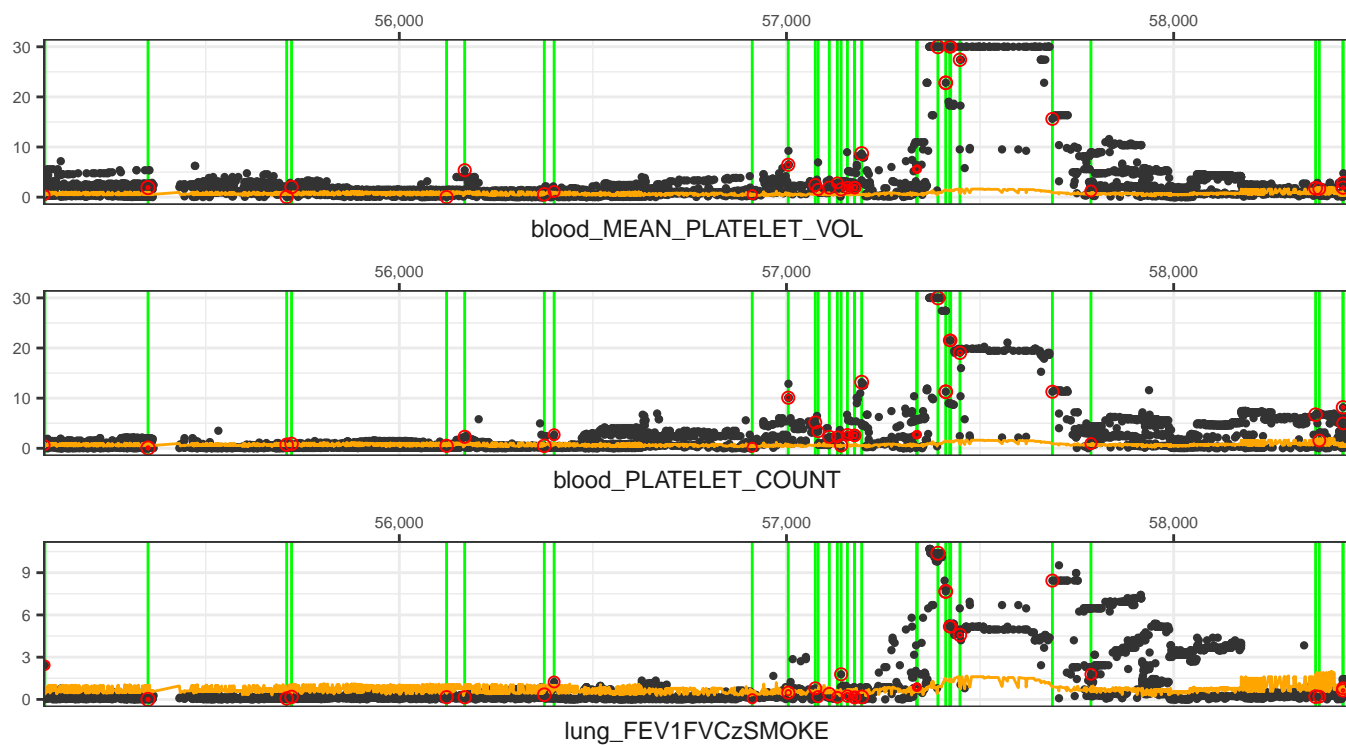 56,000 57,000 58,000
30
20
10
0
blood_MEAN_PLATELET_VOL
56,000 57,000 58,000
30
20
10
0
blood_PLATELET_COUNT
56,000 57,000 58,000
9
6
3
0
lung_FEV1FVCzSMOKE